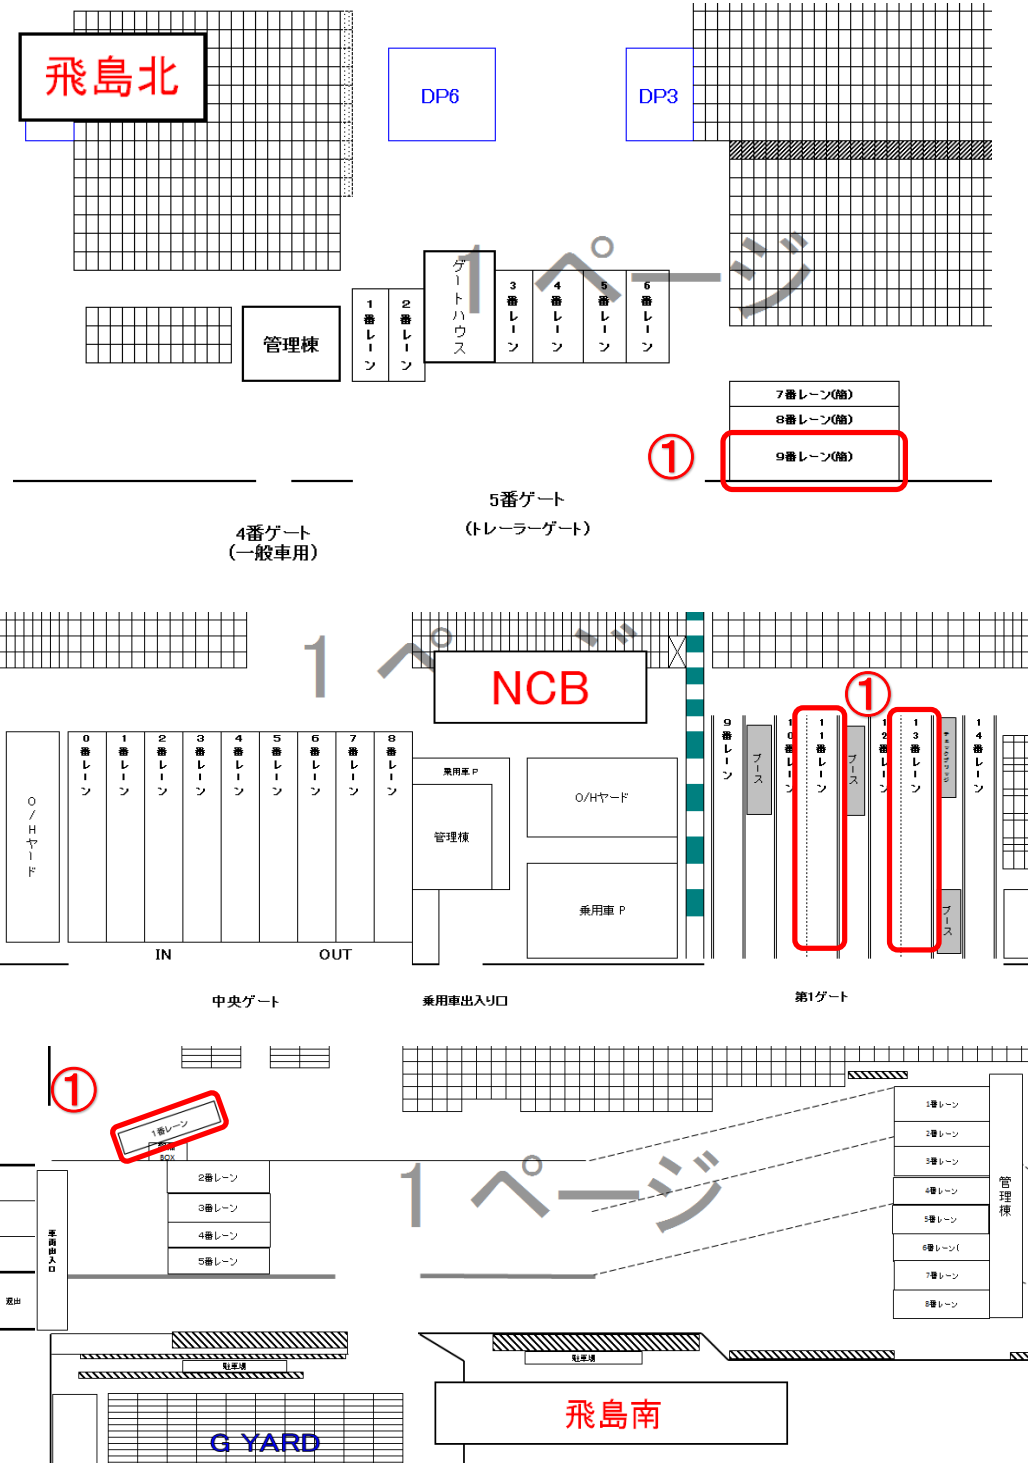 飛島北
DP6
DP3
1 ページ
ゲートハウス
1番レーン
2番レーン
3番レーン
4番レーン
5番レーン
6番レーン
管理棟
7番レーン(舶)
8番レーン(舶)
①
9番レーン(舶)
5番ゲート
(トレーラーゲート)
4番ゲート
(一般車用)
1 ページ
NCB
①
O/Hヤード
0番レーン
1番レーン
2番レーン
3番レーン
4番レーン
5番レーン
6番レーン
7番レーン
8番レーン
乗用車 P
管理棟
O/Hヤード
乗用車 P
9番レーン
ブース
10番レーン
11番レーン
ブース
12番レーン
13番レーン
14番レーン
ブース
IN
OUT
中央ゲート
乗用車出入り口
第1ゲート
①
1番レーン
BOX
2番レーン
3番レーン
4番レーン
5番レーン
車両出入口
退出
1 ページ
1番レーン
2番レーン
3番レーン
4番レーン
5番レーン
6番レーン(
7番レーン
8番レーン
管理棟
駐車場
駐車場
飛島南
G YARD